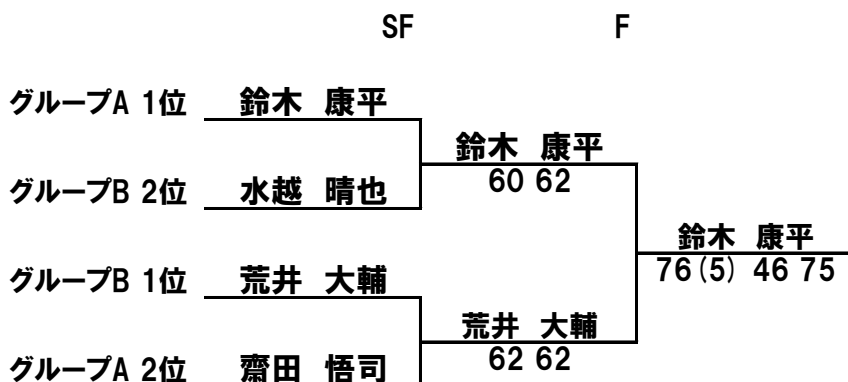 SF F
グループA 1位 鈴木 康平
鈴木 康平
60 62
グループB 2位 水越 晴也
鈴木 康平
76(5) 46 75
グループB 1位 荒井 大輔
荒井 大輔
62 62
グループA 2位 齋田 悟司